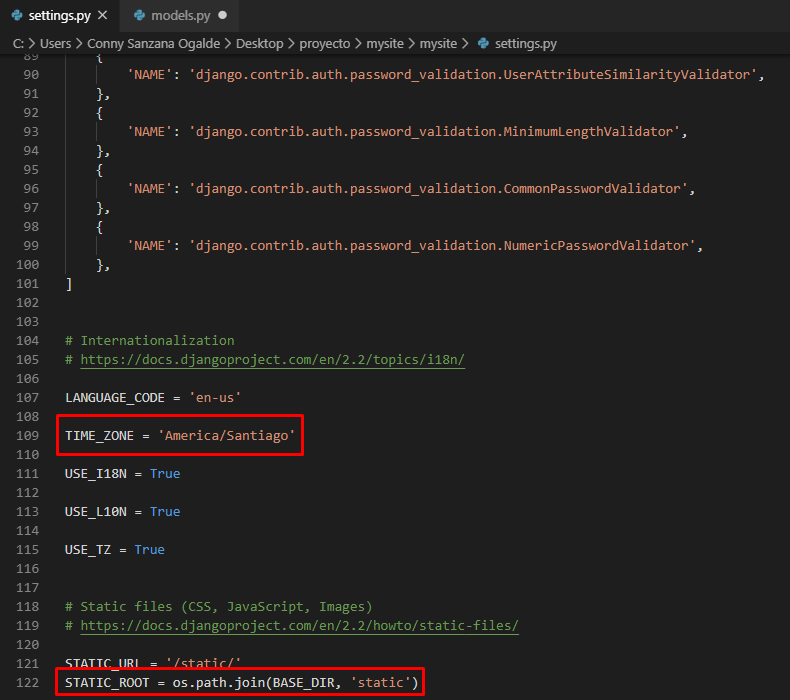 settings.py ✕ models.py ●
C: > Users > Conny Sanzana Ogalde > Desktop > proyecto > mysite > mysite > settings.py
89 {
90 'NAME': 'django.contrib.auth.password_validation.UserAttributeSimilarityValidator',
91 },
92 {
93 'NAME': 'django.contrib.auth.password_validation.MinimumLengthValidator',
94 },
95 {
96 'NAME': 'django.contrib.auth.password_validation.CommonPasswordValidator',
97 },
98 {
99 'NAME': 'django.contrib.auth.password_validation.NumericPasswordValidator',
100 },
101 ]
102
103
104 # Internationalization
105 # https://docs.djangoproject.com/en/2.2/topics/i18n/
106
107 LANGUAGE_CODE = 'en-us'
108
109 TIME_ZONE = 'America/Santiago'
110
111 USE_I18N = True
112
113 USE_L10N = True
114
115 USE_TZ = True
116
117
118 # Static files (CSS, JavaScript, Images)
119 # https://docs.djangoproject.com/en/2.2/howto/static-files/
120
121 STATIC_URL = '/static/'
122 STATIC_ROOT = os.path.join(BASE_DIR, 'static')